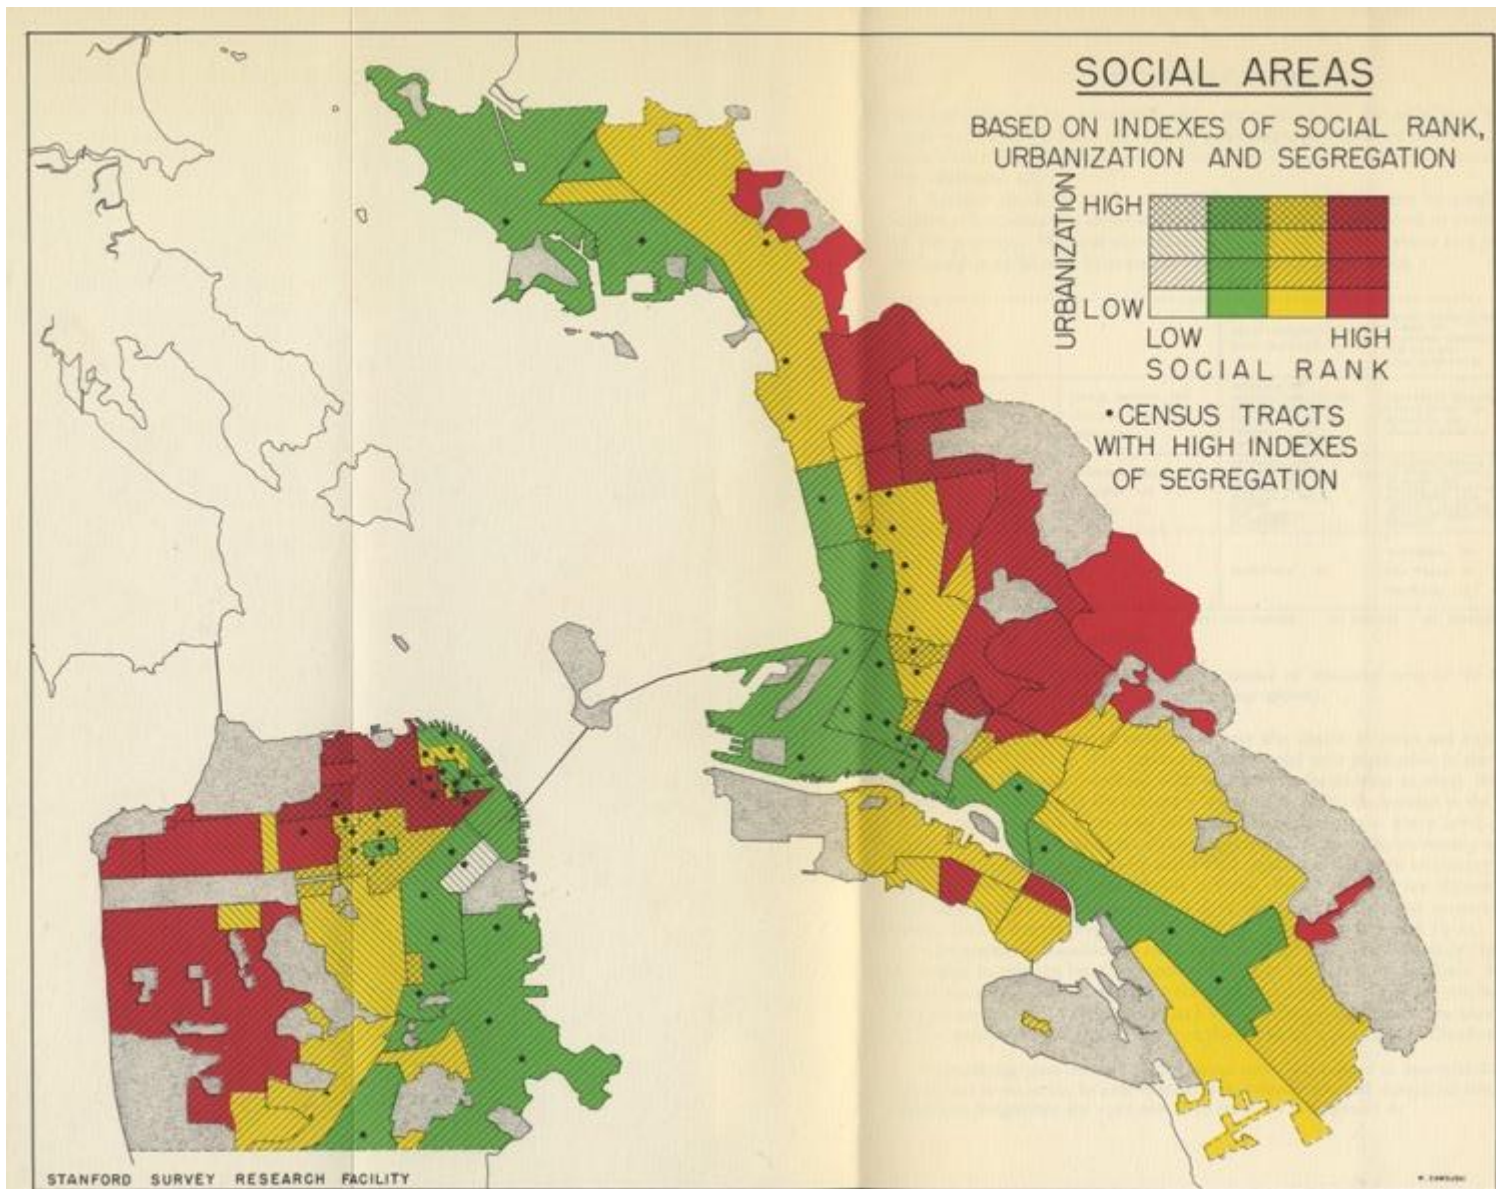 SOCIAL AREAS
BASED ON INDEXES OF SOCIAL RANK,
URBANIZATION AND SEGREGATION
URBANIZATION
HIGH
LOW
LOW HIGH
SOCIAL RANK
•CENSUS TRACTS
WITH HIGH INDEXES
OF SEGREGATION
STANFORD SURVEY RESEARCH FACILITY